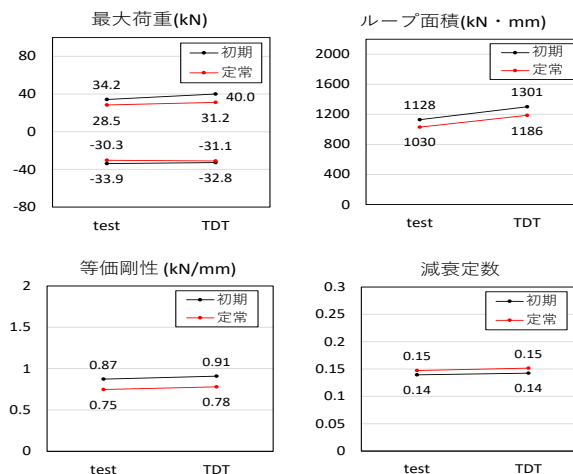 最大荷重(kN)
80
40
0
-40
-80
初期
定常
34.2
40.0
28.5
31.2
-30.3
-31.1
-33.9
-32.8
test
TDT
ループ面積(kN・mm)
2000
1600
1200
800
400
0
初期
定常
1128
1301
1030
1186
test
TDT
等価剛性 (kN/mm)
2
1.5
1
0.5
0
初期
定常
0.87
0.91
0.75
0.78
test
TDT
減衰定数
0.3
0.25
0.2
0.15
0.1
0.05
0
初期
定常
0.15
0.15
0.14
0.14
test
TDT